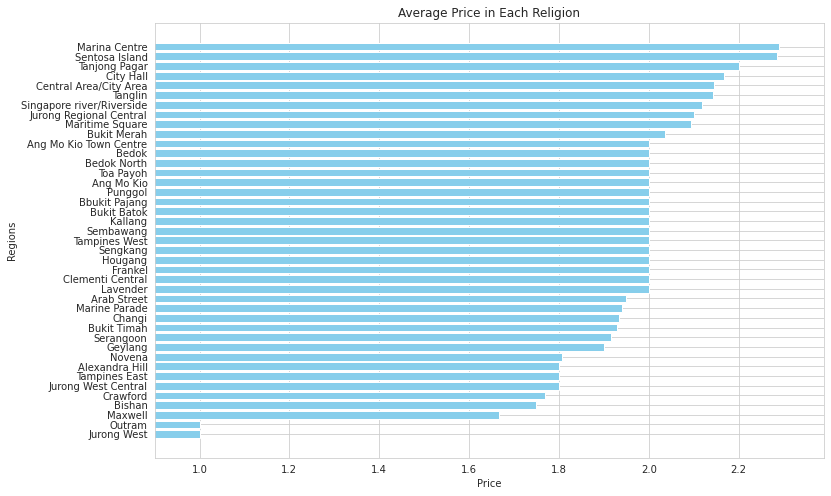 Average Price in Each Religion
Regions
Marina Centre
Sentosa Island
Tanjong Pagar
City Hall
Central Area/City Area
Tanglin
Singapore river/Riverside
Jurong Regional Central
Maritime Square
Bukit Merah
Ang Mo Kio Town Centre
Bedok
Bedok North
Toa Payoh
Ang Mo Kio
Punggol
Bbukit Pajang
Bukit Batok
Kallang
Sembawang
Tampines West
Sengkang
Hougang
Frankel
Clementi Central
Lavender
Arab Street
Marine Parade
Changi
Bukit Timah
Serangoon
Geylang
Novena
Alexandra Hill
Tampines East
Jurong West Central
Crawford
Bishan
Maxwell
Outram
Jurong West
1.0 1.2 1.4 1.6 1.8 2.0 2.2
Price